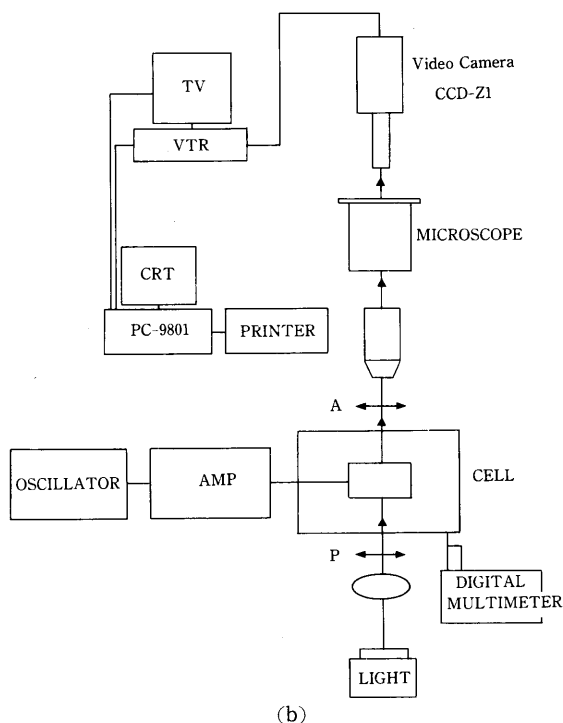 Video Camera
CCD-Z1
TV
VTR
MICROSCOPE
CRT
PC-9801
PRINTER
A
OSCILLATOR
AMP
CELL
P
DIGITAL
MULTIMETER
LIGHT
(b)